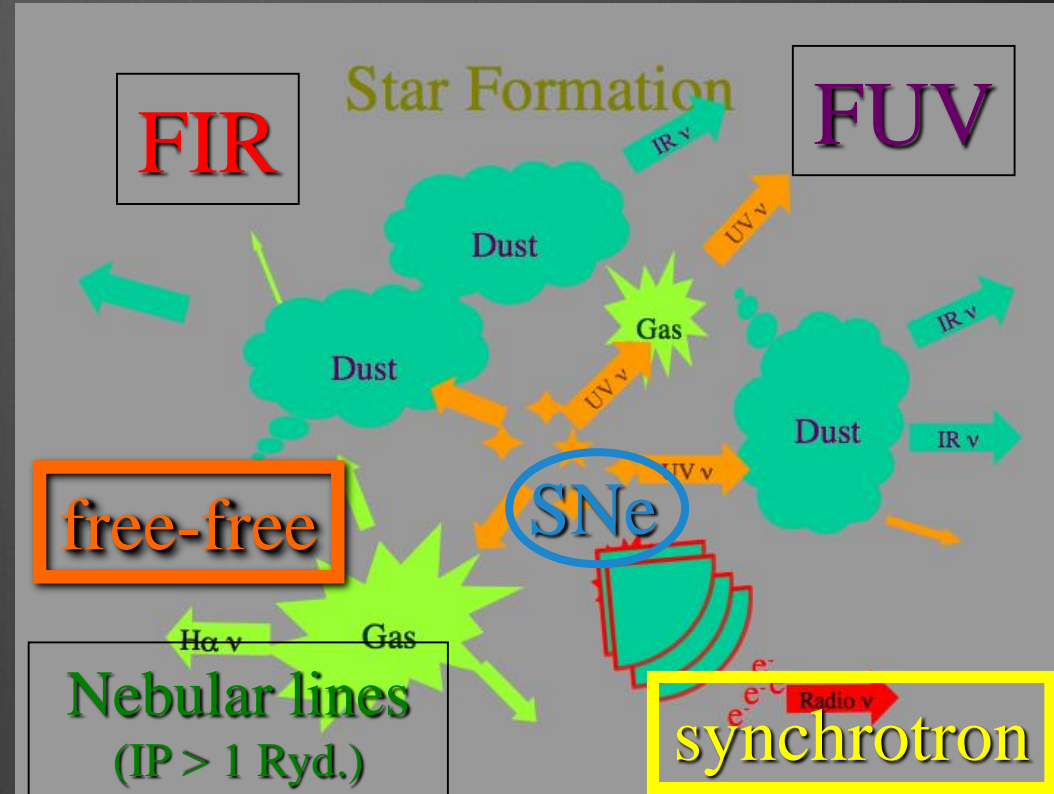 Star Formation
FIR
FUV
IR ν
UV ν
Dust
Gas
IR ν
Dust
UV ν
Dust
IR ν
UV ν
SNe
free-free
Hα ν
Gas
Nebular lines
(IP > 1 Ryd.)
e-
e-
e-
e-
Radio ν
synchrotron